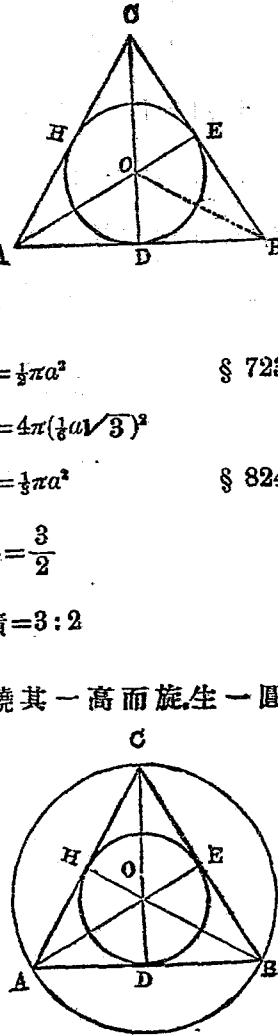 C
H
E
O
A
D
B
=½πa² § 723
=4π(⅙a√3)²
=⅓πa² § 824
=3/2
積=3:2
繞其一高而旋.生一圓
C
H
O
E
A
D
B